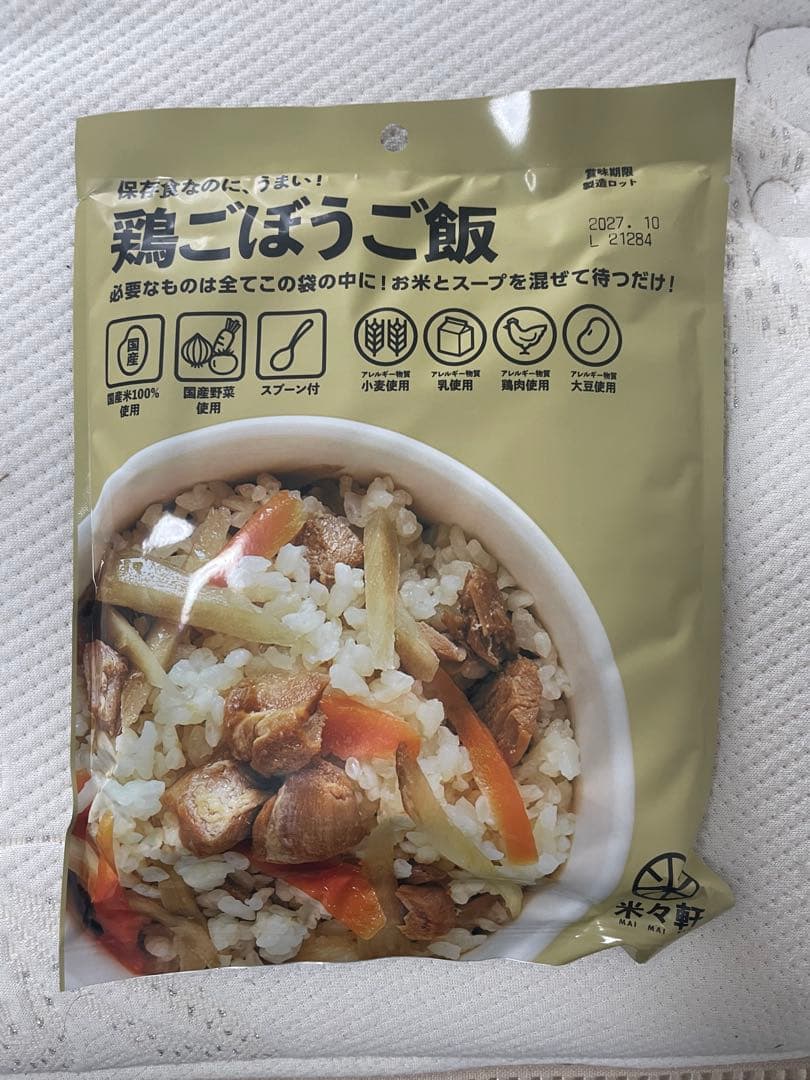 保存食なのに、うまい!
鶏ごぼうご飯
賞味期限
製造ロット
2027. 10
L 21284
必要なものは全てこの袋の中に!お米とスープを混ぜて待つだけ!
国産
国産米100%
使用
国産野菜
使用
スプーン付
アレルギー物質
小麦使用
アレルギー物質
乳使用
アレルギー物質
鶏肉使用
アレルギー物質
大豆使用
米々軒
MAI MAI